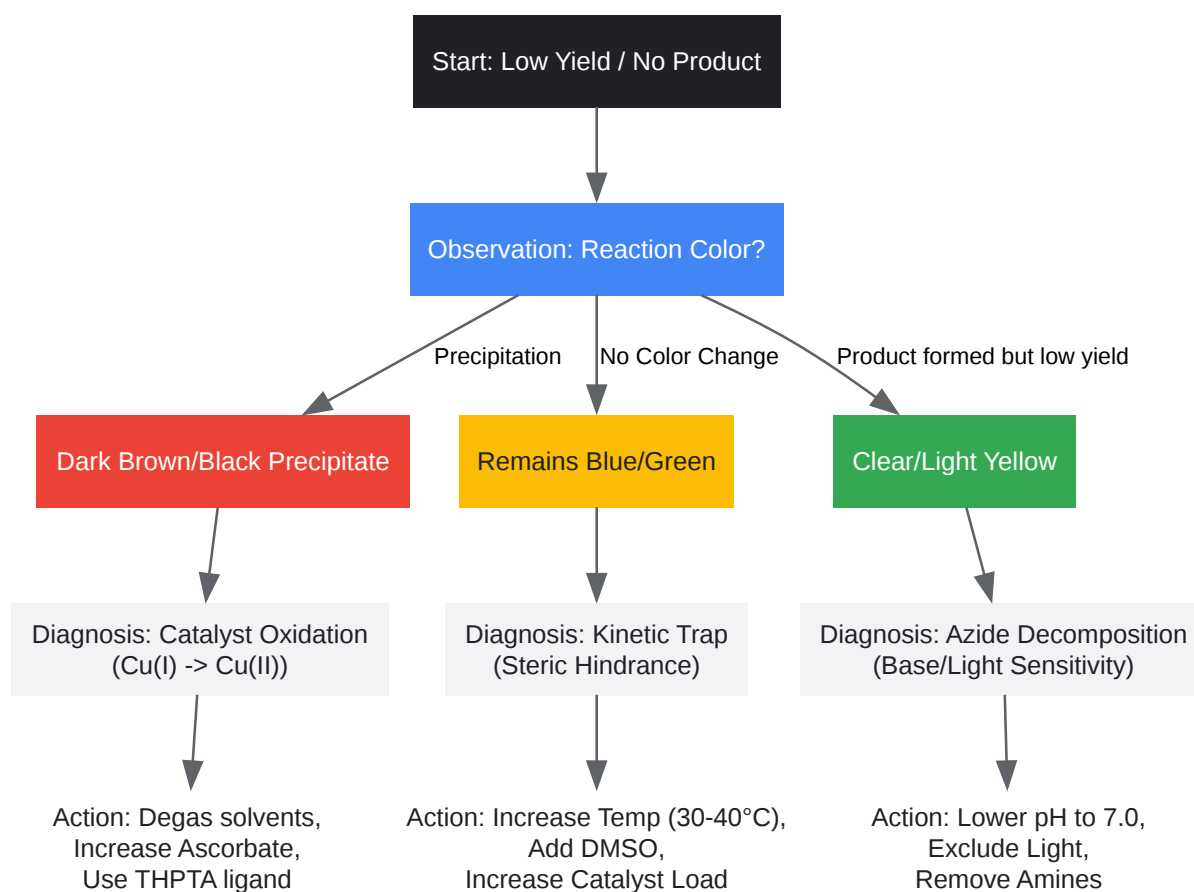 Start: Low Yield / No Product
Observation: Reaction Color?
Precipitation
No Color Change
Product formed but low yield
Dark Brown/Black Precipitate
Remains Blue/Green
Clear/Light Yellow
Diagnosis: Catalyst Oxidation
(Cu(I) -> Cu(II))
Diagnosis: Kinetic Trap
(Steric Hindrance)
Diagnosis: Azide Decomposition
(Base/Light Sensitivity)
Action: Degas solvents,
Increase Ascorbate,
Use THPTA ligand
Action: Increase Temp (30-40°C),
Add DMSO,
Increase Catalyst Load
Action: Lower pH to 7.0,
Exclude Light,
Remove Amines